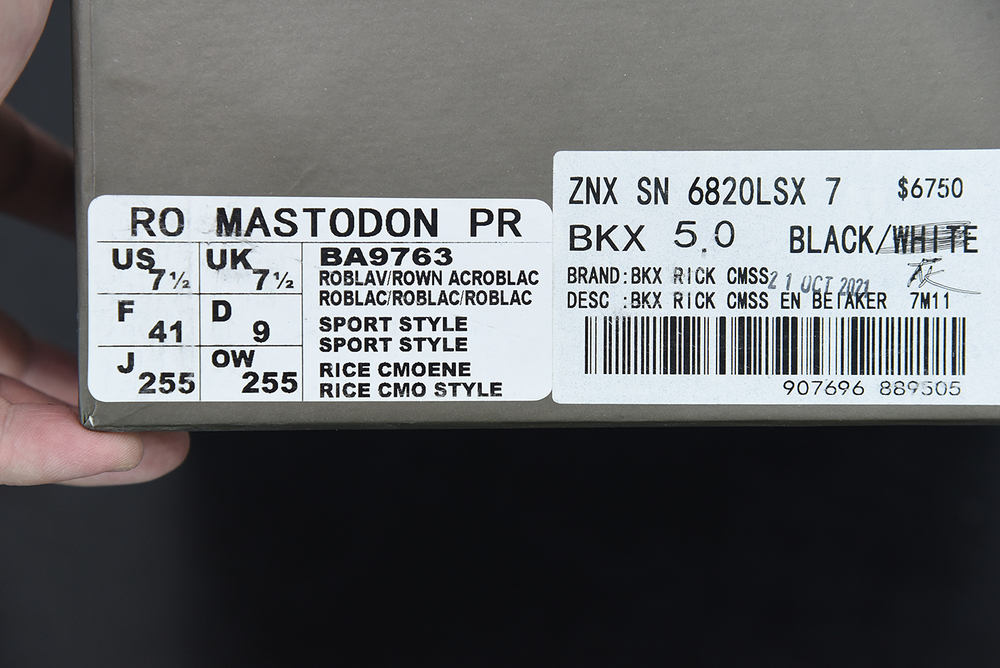 RO MASTODON PR
US 7½ UK 7½
F 41 D 9
J 255 OW 255
BA9763
ROBLAV/ROWN ACROBLAC
ROBLAC/ROBLAC/ROBLAC
SPORT STYLE
SPORT STYLE
RICE CMOENE
RICE CMO STYLE
ZNX SN 6820LSX 7 $6750
BKX 5.0 BLACK/WHITE
BRAND:BKX RICK CMSS
21 OCT 2021
DESC :BKX RICK CMSS EN BETAKER 7M11
907696 889505